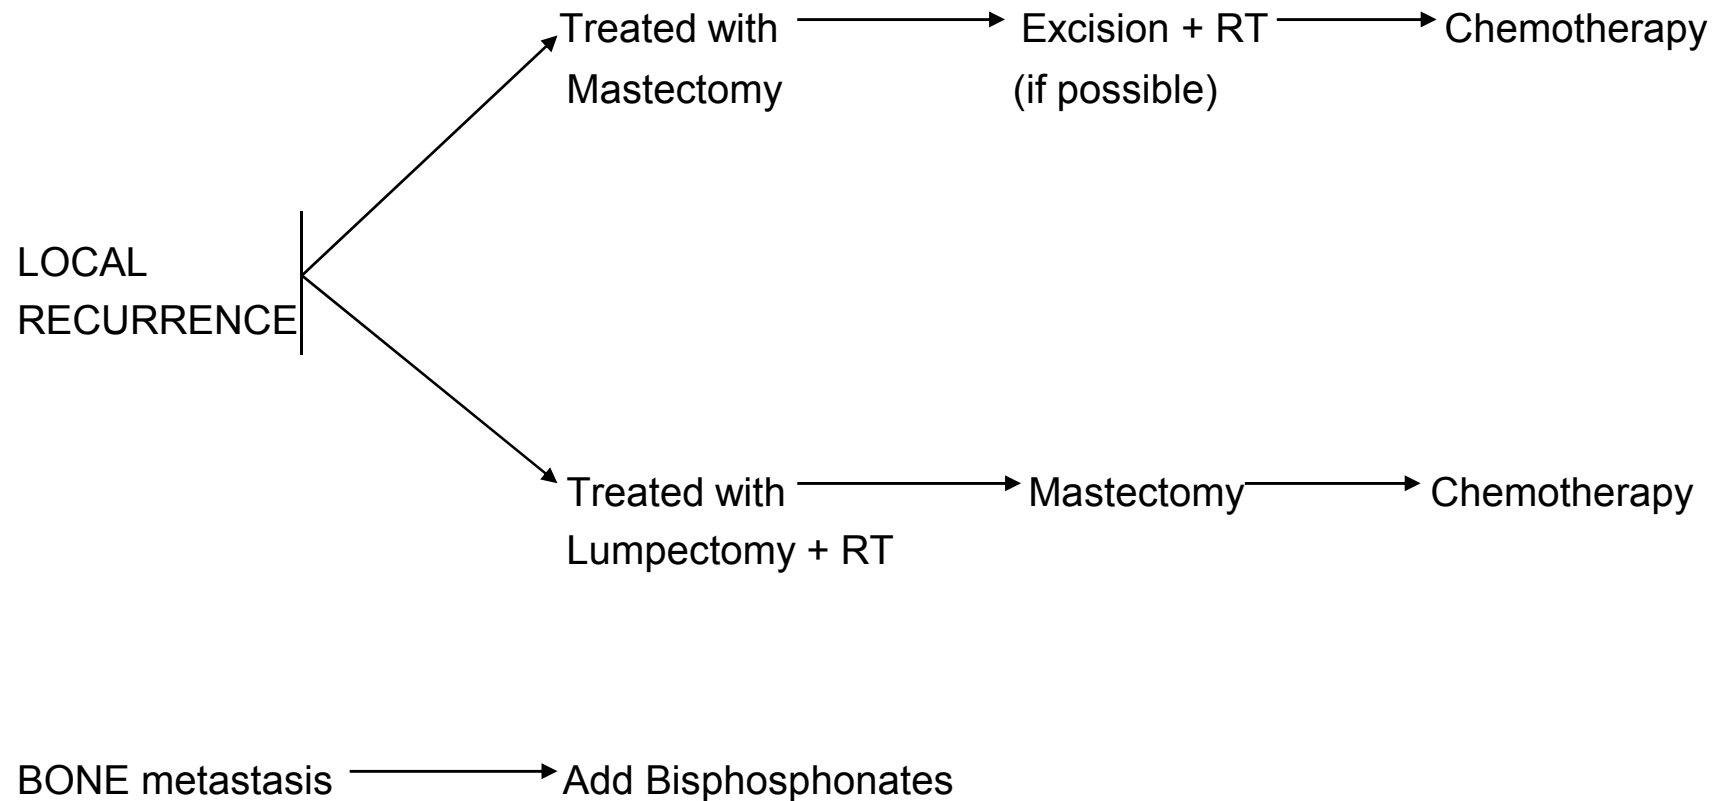 Treated with
Mastectomy
Excision + RT
(if possible)
Chemotherapy
LOCAL
RECURRENCE
Treated with
Lumpectomy + RT
Mastectomy
Chemotherapy
BONE metastasis
Add Bisphosphonates